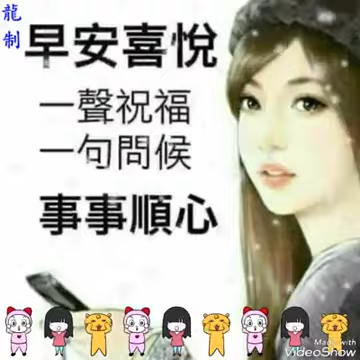 龍
制
早安喜悅
一聲祝福
一句問候
事事順心
Made with
VideoShow